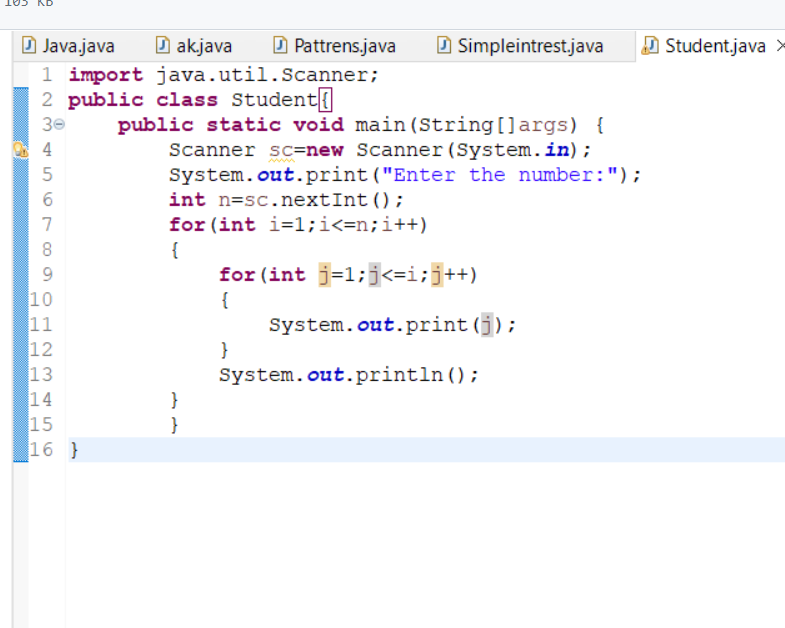 103 KB
Java.java ak.java Pattrens.java Simpleintrest.java Student.java
1 import java.util.Scanner;
2 public class Student{
3 public static void main(String[]args) {
4 Scanner sc=new Scanner(System.in);
5 System.out.print("Enter the number:");
6 int n=sc.nextInt();
7 for(int i=1;i<=n;i++)
8 {
9 for(int j=1;j<=i;j++)
10 {
11 System.out.print(j);
12 }
13 System.out.println();
14 }
15 }
16 }